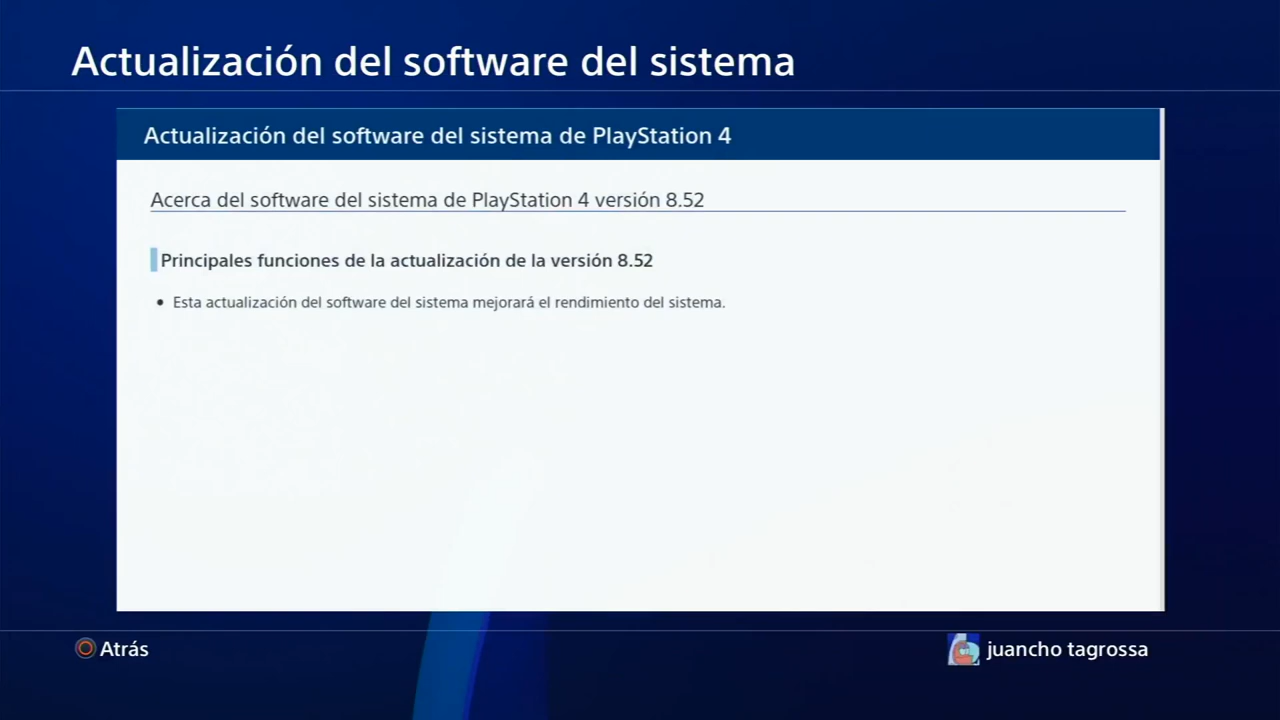 Actualización del software del sistema
Actualización del software del sistema de PlayStation 4
Acerca del software del sistema de PlayStation 4 versión 8.52
Principales funciones de la actualización de la versión 8.52
• Esta actualización del software del sistema mejorará el rendimiento del sistema.
Atrás
juancho tagrossa